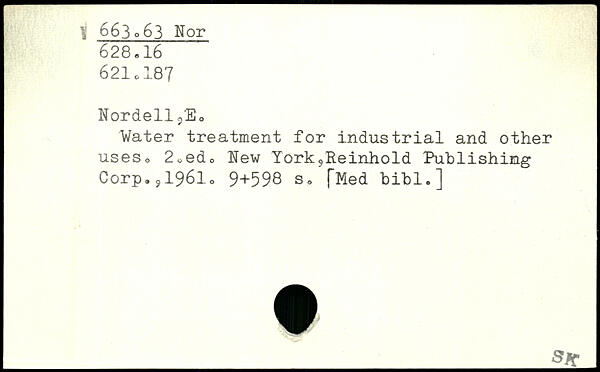 663.63 Nor
628.16
621.187
Nordell,E.
Water treatment for industrial and other
uses. 2.ed. New York,Reinhold Publishing
Corp.,1961. 9+598 s. [Med bibl.]
SK